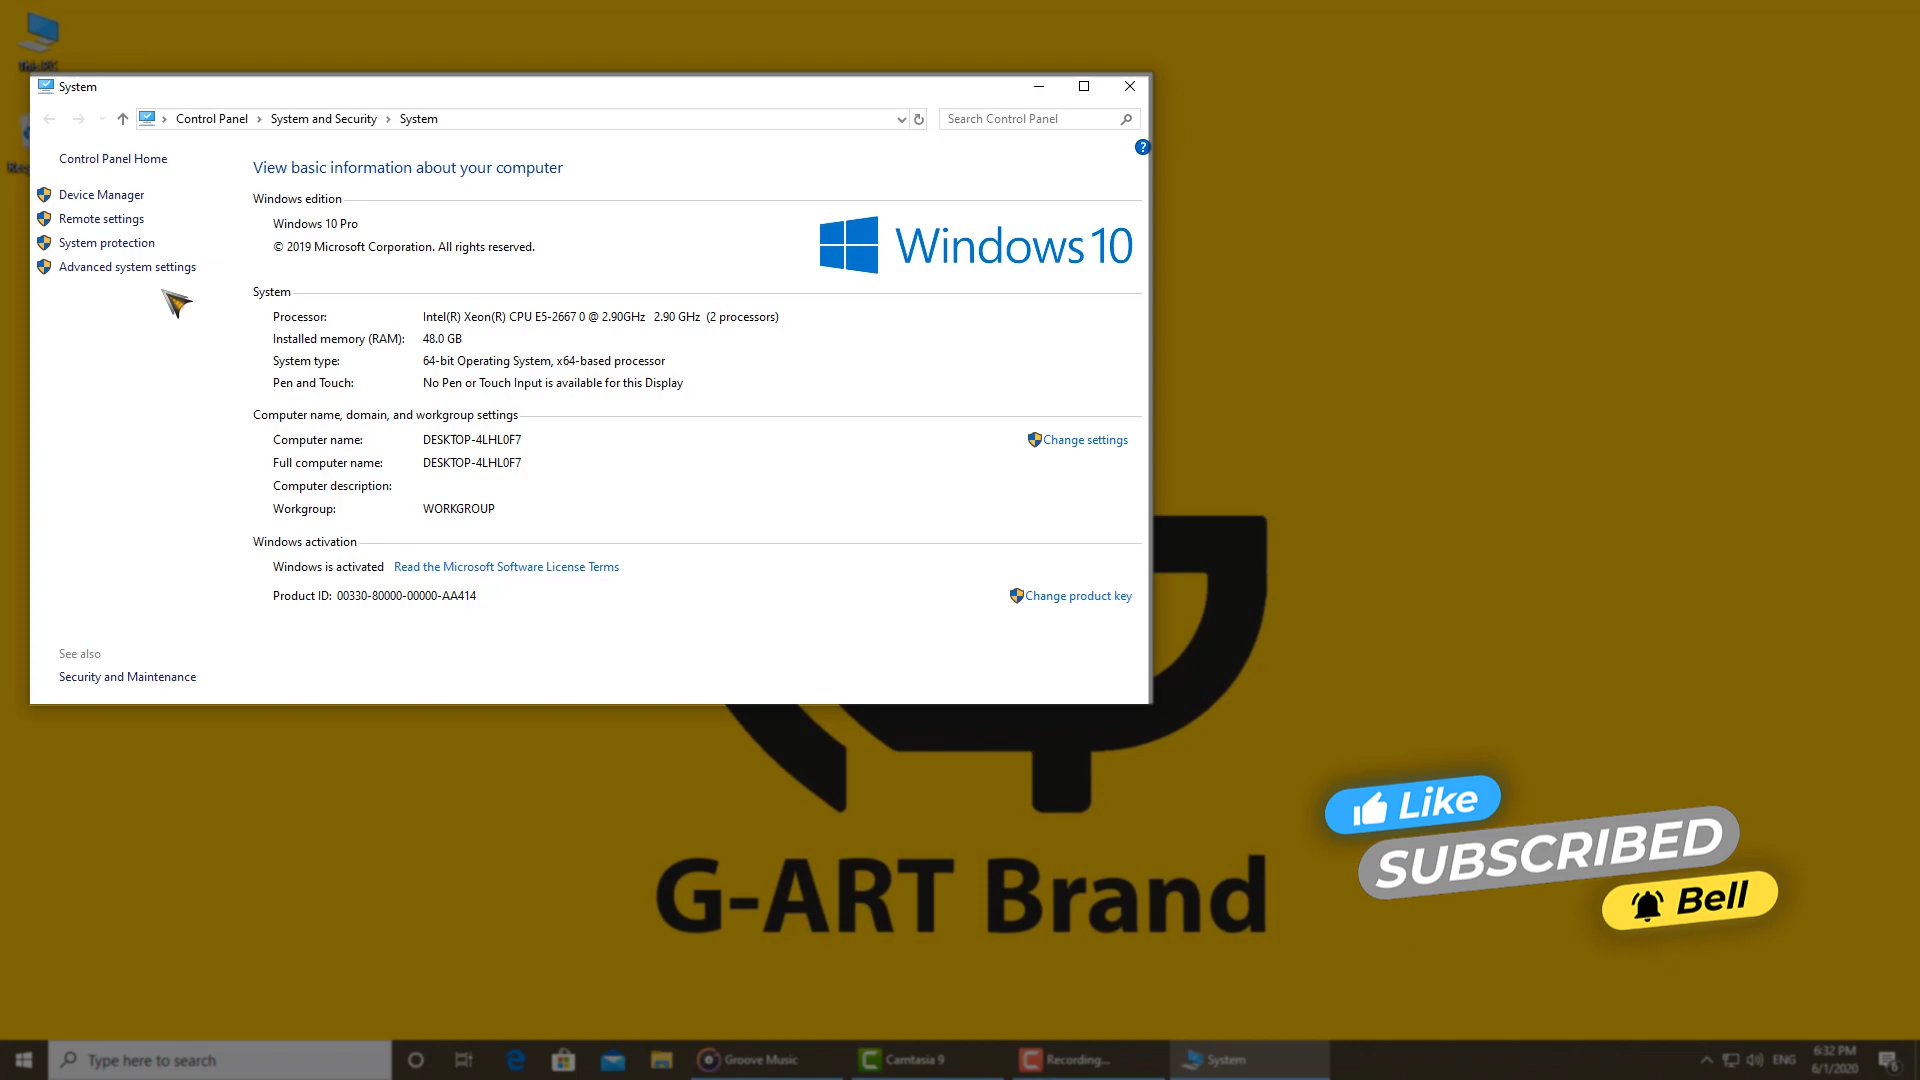 This PC
System
Control Panel
System and Security
System
Search Control Panel
Control Panel Home
Device Manager
Remote settings
System protection
Advanced system settings
View basic information about your computer
Windows edition
Windows 10 Pro
© 2019 Microsoft Corporation. All rights reserved.
Windows 10
System
Processor: Intel(R) Xeon(R) CPU E5-2667 0 @ 2.90GHz 2.90 GHz (2 processors)
Installed memory (RAM): 48.0 GB
System type: 64-bit Operating System, x64-based processor
Pen and Touch: No Pen or Touch Input is available for this Display
Computer name, domain, and workgroup settings
Computer name: DESKTOP-4LHL0F7
Change settings
Full computer name: DESKTOP-4LHL0F7
Computer description:
Workgroup: WORKGROUP
Windows activation
Windows is activated Read the Microsoft Software License Terms
Product ID: 00330-80000-00000-AA414
Change product key
See also
Security and Maintenance
G-ART Brand
Like
SUBSCRIBED
Bell
Type here to search
Groove Music
Camtasia 9
Recording...
System
ENG
6:32 PM
6/1/2020